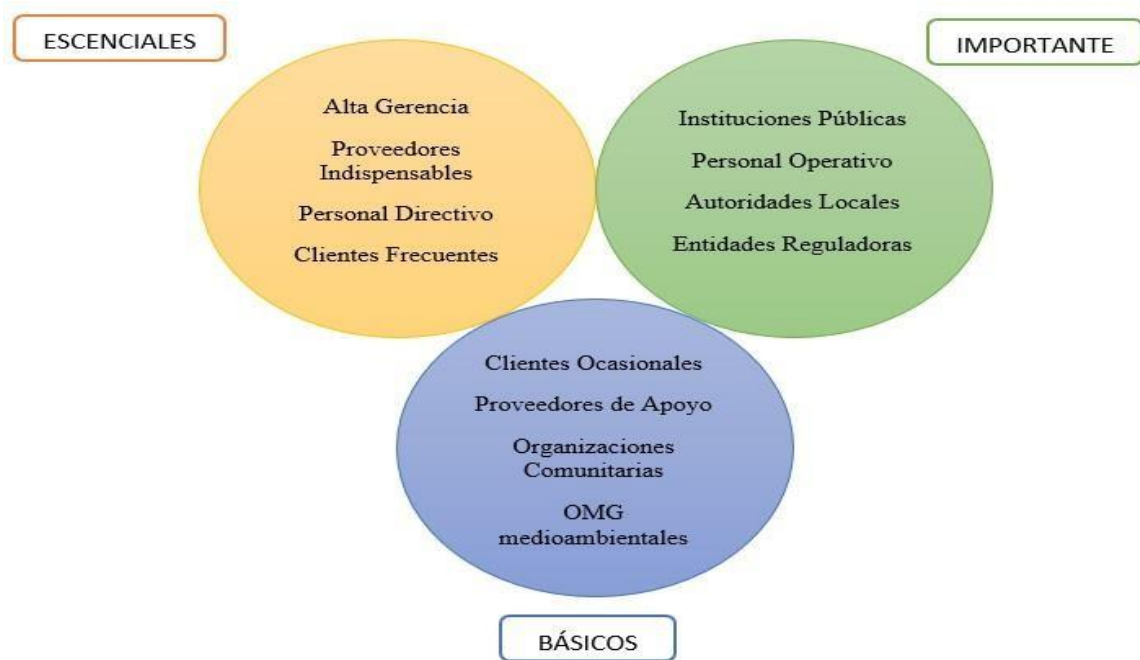 ESCENCIALES
IMPORTANTE
Alta Gerencia
Proveedores
Indispensables
Personal Directivo
Clientes Frecuentes
Instituciones Públicas
Personal Operativo
Autoridades Locales
Entidades Reguladoras
Clientes Ocasionales
Proveedores de Apoyo
Organizaciones
Comunitarias
OMG
medioambientales
BÁSICOS